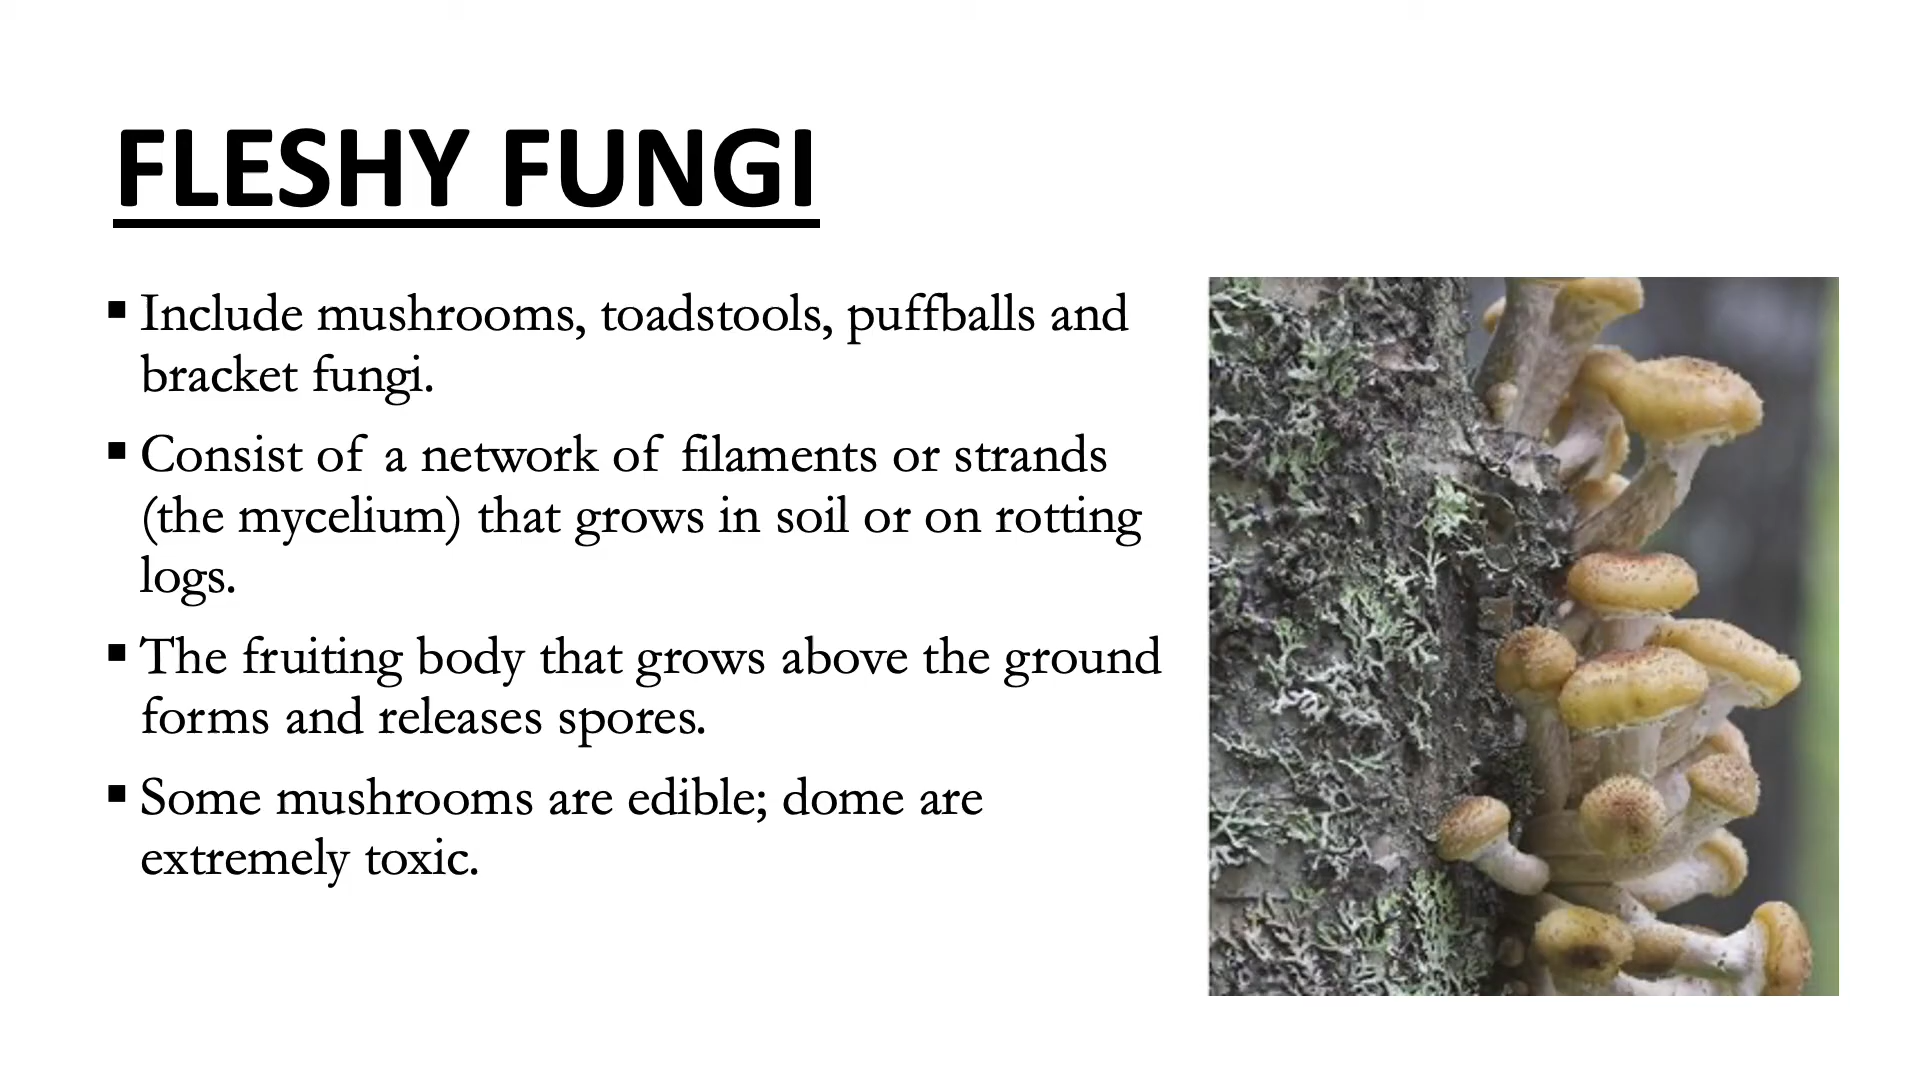 FLESHY FUNGI
▪ Include mushrooms, toadstools, puffballs and
bracket fungi.
▪ Consist of a network of filaments or strands
(the mycelium) that grows in soil or on rotting
logs.
▪ The fruiting body that grows above the ground
forms and releases spores.
▪ Some mushrooms are edible; dome are
extremely toxic.